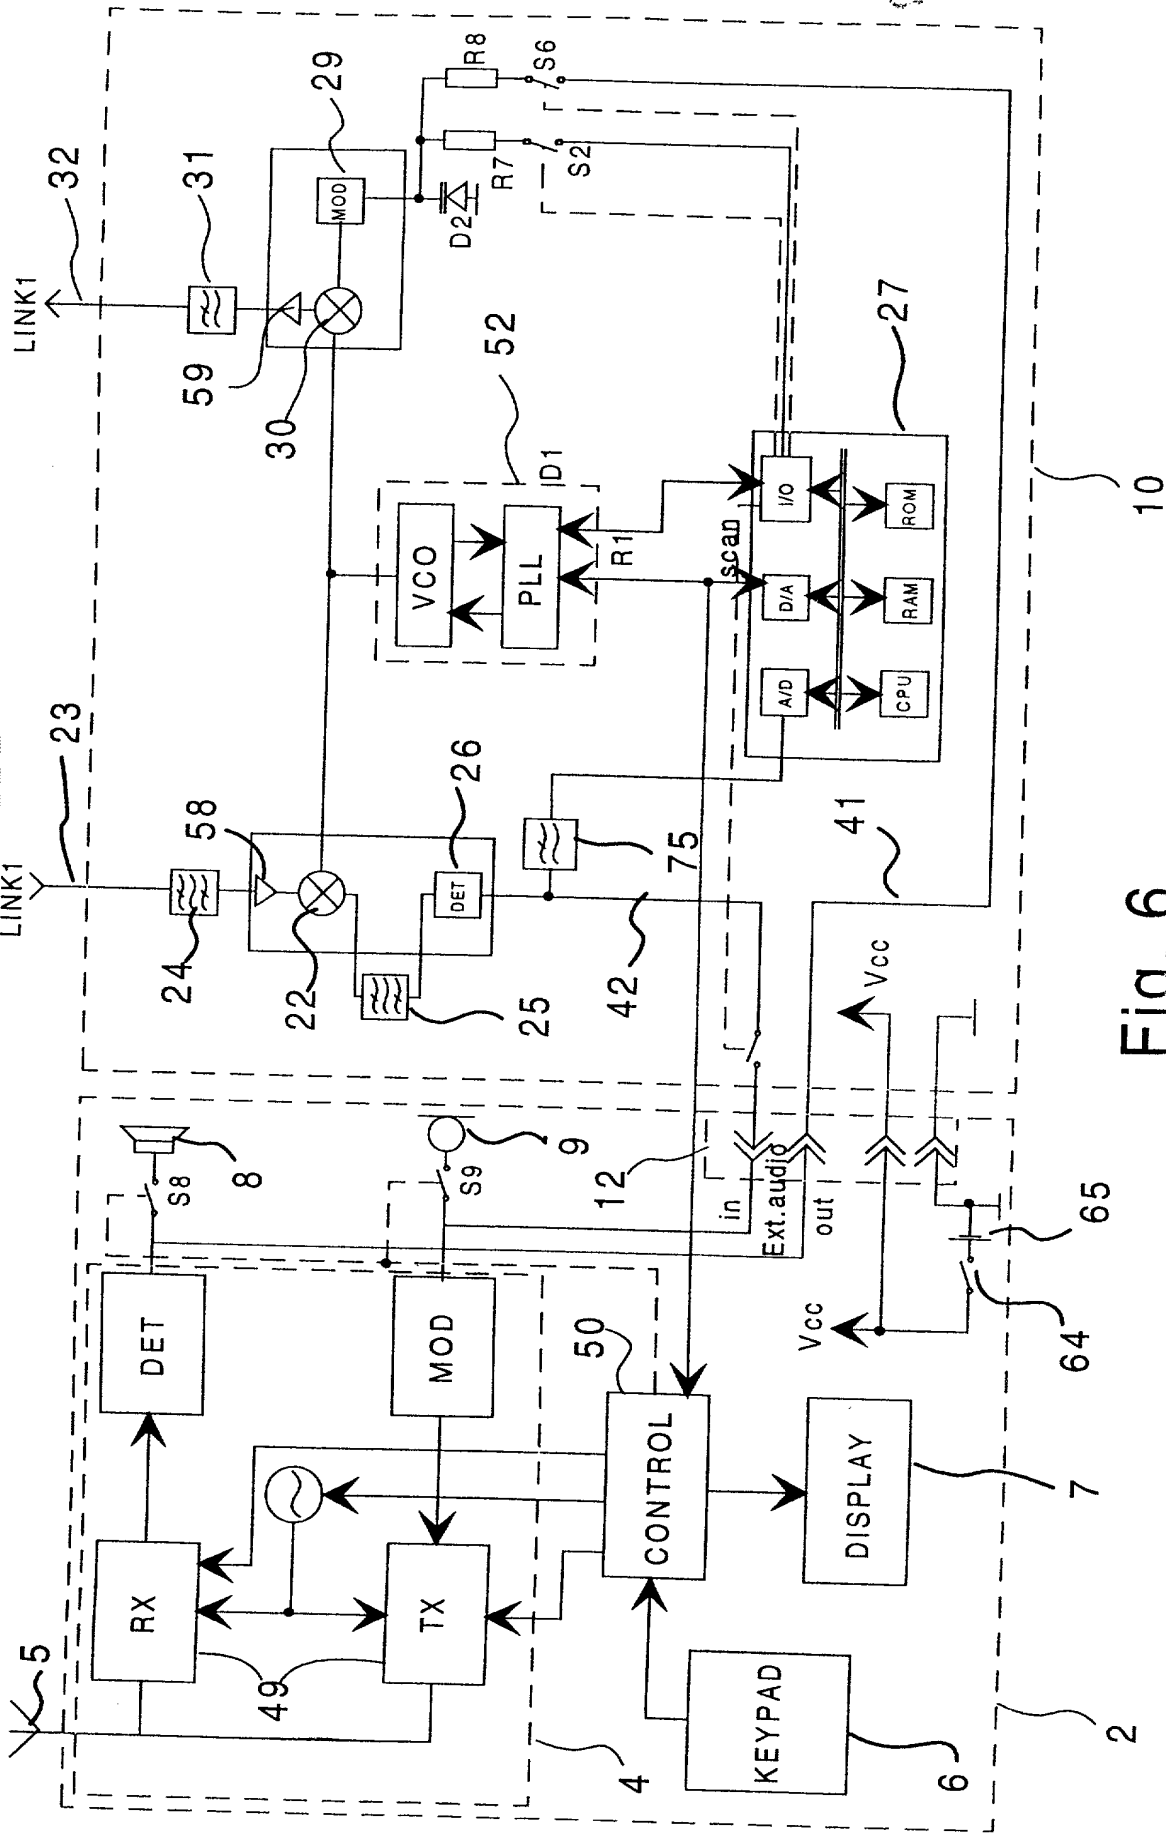 5
RX
DET
S8
8
49
TX
MOD
S9
9
4
KEYPAD
6
CONTROL
50
DISPLAY
7
2
12
in
Ext.audio
out
Vcc
64
65
LINK1
23
24
58
22
25
26
DET
42
75
41
Vcc
VCO
PLL
52
D1
R1
scan
A/D
D/A
I/O
CPU
RAM
ROM
27
LINK1
32
31
59
30
29
MOD
D2
R7
R8
S2
S6
10
Fig. 6